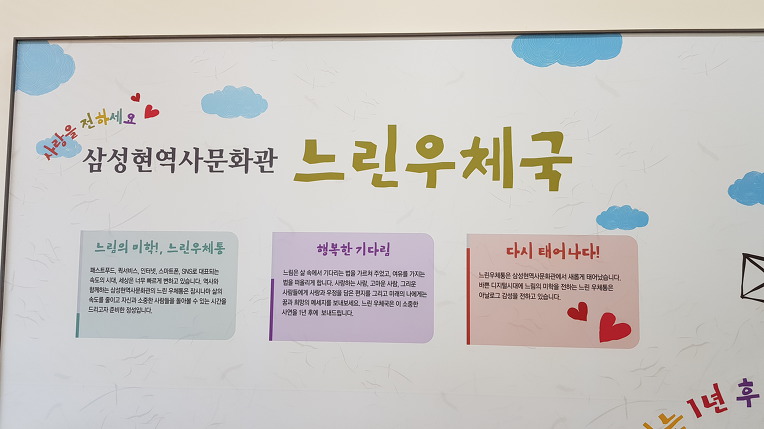 사랑을 전하세요
삼성현역사문화관 느린우체국
느림의 미학!, 느린우체통
패스트푸드, 퀵서비스, 인터넷, 스마트폰, SNS로 대표되는
속도의 시대, 세상은 너무 빠르게 변하고 있습니다. 역사와
함께하는 삼성현역사문화관의 느린 우체통은 잠시나마 삶의
속도를 줄이고 자신과 소중한 사람들을 돌아볼 수 있는 시간을
드리고자 준비한 정성입니다.
행복한 기다림
느림은 삶 속에서 기다리는 법을 가르쳐 주었고, 여유를 가지는
법을 떠올리게 합니다. 사랑하는 사람, 고마운 사람, 그리운
사람들에게 사랑과 우정을 담은 편지를 그리고 미래의 나에게는
꿈과 희망의 메세지를 보내보세요. 느린 우체국은 이 소중한
사연을 1년 후에 보내드립니다.
다시 태어나다!
느린우체통은 삼성현역사문화관에서 새롭게 태어났습니다.
바쁜 디지털시대에 느림의 미학을 전하는 느린 우체통은
아날로그 감성을 전하고 있습니다.
는 1년 후